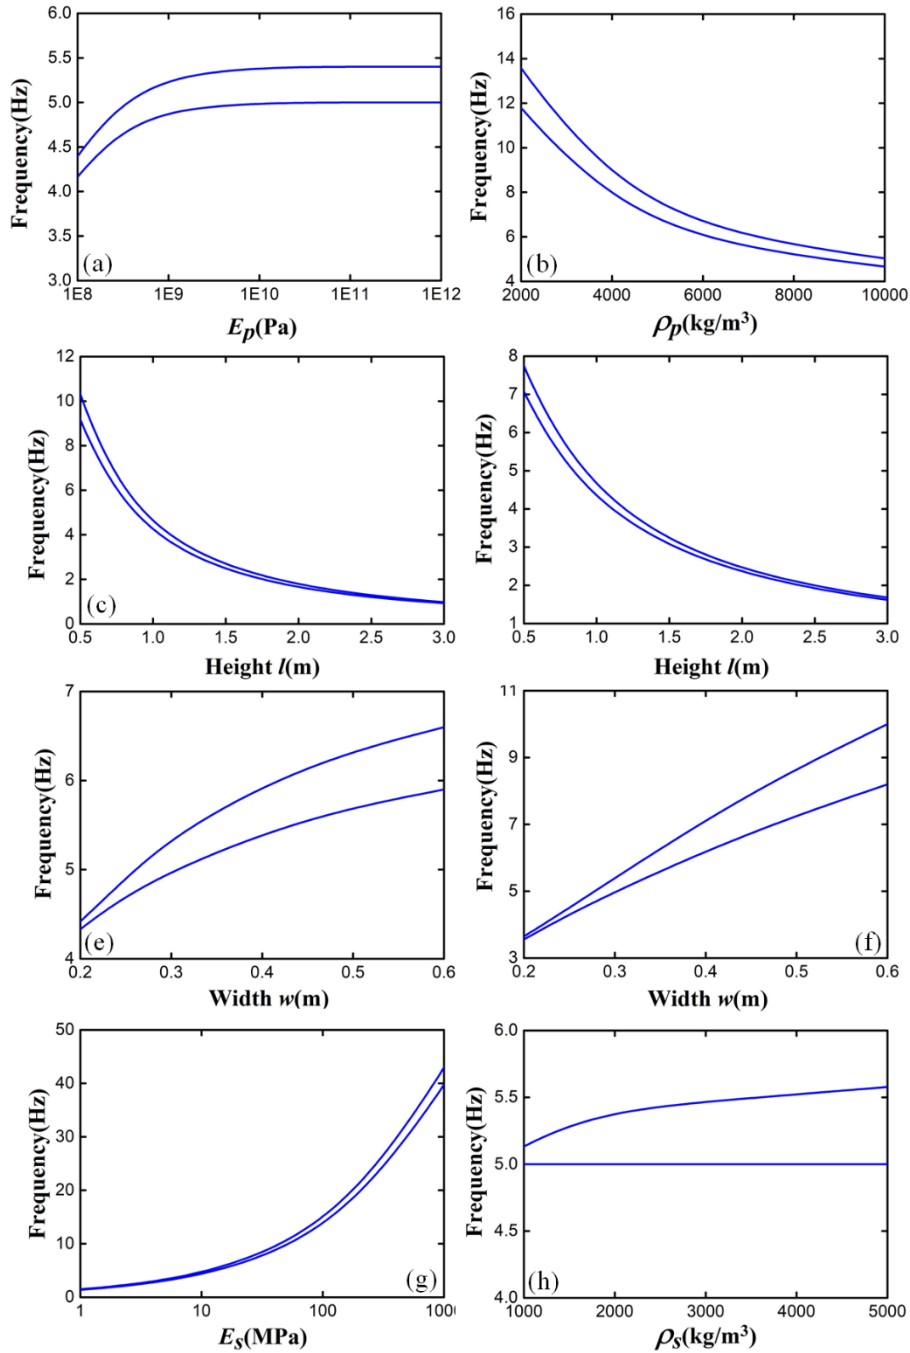 6.0
5.5
5.0
4.5
4.0
3.5
3.0
Frequency(Hz)
(a)
1E8 1E9 1E10 1E11 1E12
Ep(Pa)
16
14
12
10
8
6
4
Frequency(Hz)
(b)
2000 4000 6000 8000 10000
ρp(kg/m³)
12
10
8
6
4
2
0
Frequency(Hz)
(c)
0.5 1.0 1.5 2.0 2.5 3.0
Height l(m)
8
7
6
5
4
3
2
1
Frequency(Hz)
0.5 1.0 1.5 2.0 2.5 3.0
Height l(m)
7
6
5
4
Frequency(Hz)
(e)
0.2 0.3 0.4 0.5 0.6
Width w(m)
11
9
7
5
3
Frequency(Hz)
(f)
0.2 0.3 0.4 0.5 0.6
Width w(m)
50
40
30
20
10
0
Frequency(Hz)
(g)
1 10 100 1000
Es(MPa)
6.0
5.5
5.0
4.5
4.0
Frequency(Hz)
(h)
1000 2000 3000 4000 5000
ρs(kg/m³)